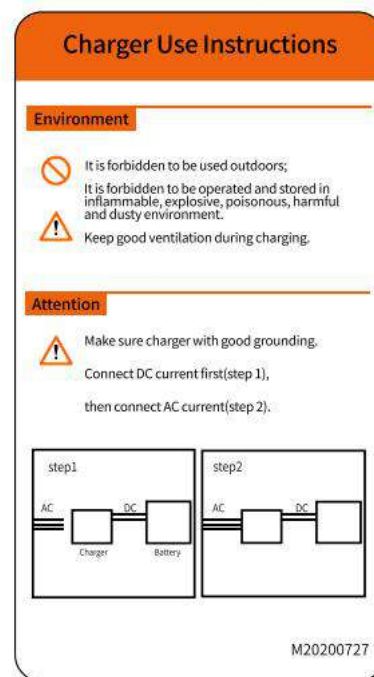 Charger Use Instructions
Environment
It is forbidden to be used outdoors;
It is forbidden to be operated and stored in
inflammable, explosive, poisonous, harmful
and dusty environment.
Keep good ventilation during charging.
Attention
Make sure charger with good grounding.
Connect DC current first(step 1),
then connect AC current(step 2).
step1
AC
DC
Charger
Battery
step2
AC
DC
M20200727